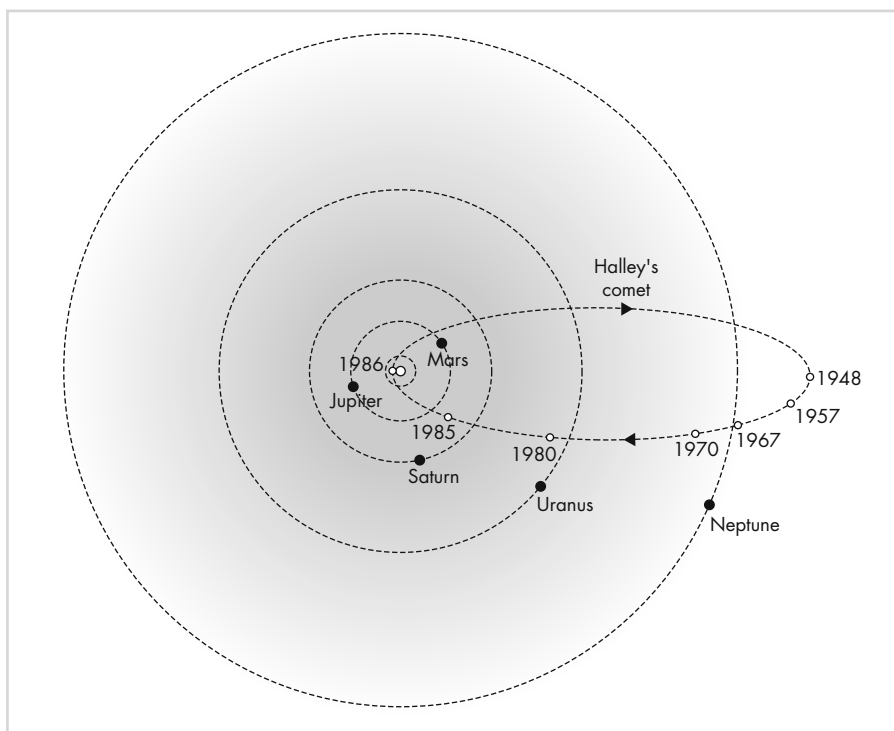 Halley's
comet
1986
Mars
1948
Jupiter
1957
1985
1967
1970
1980
Saturn
Uranus
Neptune